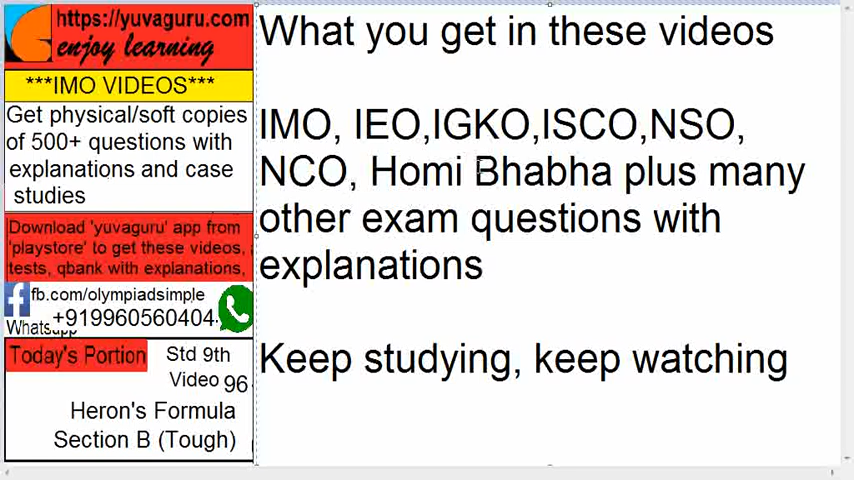 https://yuvaguru.com
enjoy learning
***IMO VIDEOS***
Get physical/soft copies
of 500+ questions with
explanations and case
studies
Download 'yuvaguru' app from
'playstore' to get these videos,
tests, qbank with explanations,
fb.com/olympiadsimple
+919960560404
Whatsapp
Today's Portion
Std 9th
Video 96
Heron's Formula
Section B (Tough)
What you get in these videos
IMO, IEO,IGKO,ISCO,NSO,
NCO, Homi Bhabha plus many
other exam questions with
explanations
Keep studying, keep watching